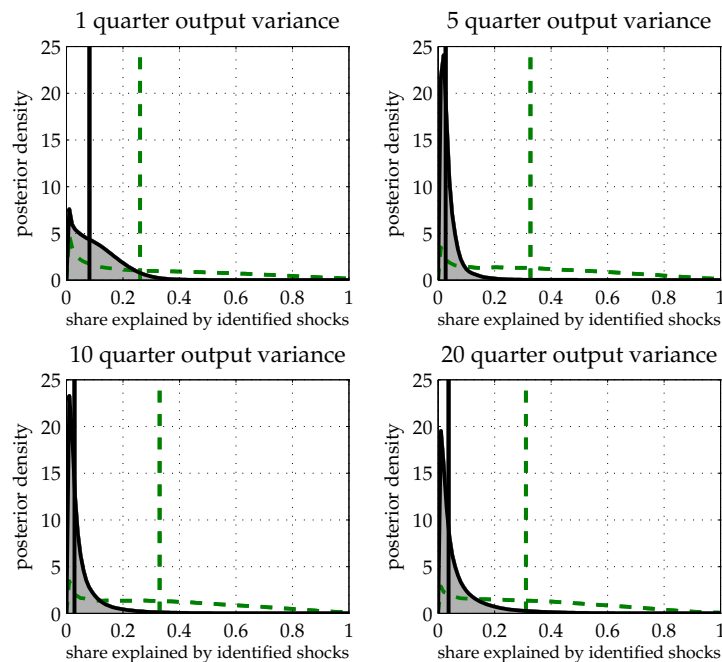 1 quarter output variance
25
20
15
10
5
0
posterior density
0 0.2 0.4 0.6 0.8 1
share explained by identified shocks
5 quarter output variance
25
20
15
10
5
0
posterior density
0 0.2 0.4 0.6 0.8 1
share explained by identified shocks
10 quarter output variance
25
20
15
10
5
0
posterior density
0 0.2 0.4 0.6 0.8 1
share explained by identified shocks
20 quarter output variance
25
20
15
10
5
0
posterior density
0 0.2 0.4 0.6 0.8 1
share explained by identified shocks